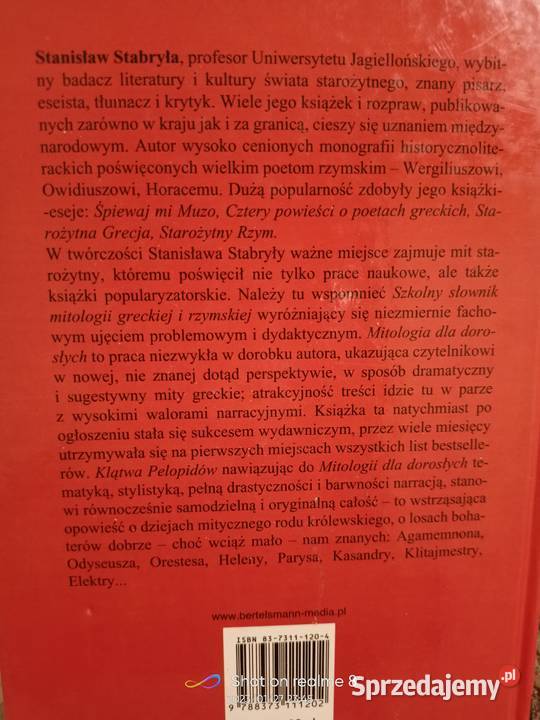 Stanisław Stabryła, profesor Uniwersytetu Jagiellońskiego, wybit-
ny badacz literatury i kultury świata starożytnego, znany pisarz,
eseista, tłumacz i krytyk. Wiele jego książek i rozpraw, publikowa-
nych zarówno w kraju jak i za granicą, cieszy się uznaniem między-
narodowym. Autor wysoko cenionych monografii historycznolite-
rackich poświęconych wielkim poetom rzymskim – Wergiliuszowi,
Owidiuszowi, Horacemu. Dużą popularność zdobyły jego książki-
-eseje: Śpiewaj mi Muzo, Cztery powieści o poetach greckich, Sta-
rożytna Grecja, Starożytny Rzym.
W twórczości Stanisława Stabryły ważne miejsce zajmuje mit sta-
rożytny, któremu poświęcił nie tylko prace naukowe, ale także
książki popularyzatorskie. Należy tu wspomnieć Szkolny słownik
mitologii greckiej i rzymskiej wyróżniający się niezmiernie facho-
wym ujęciem problemowym i dydaktycznym. Mitologia dla doro-
słych to praca niezwykła w dorobku autora, ukazująca czytelnikowi
w nowej, nie znanej dotąd perspektywie, w sposób dramatyczny
i sugestywny mity greckie; atrakcyjność treści idzie tu w parze
z wysokimi walorami narracyjnymi. Książka ta natychmiast po
ogłoszeniu stała się sukcesem wydawniczym, przez wiele miesięcy
utrzymywała się na pierwszych miejscach wszystkich list bestselle-
rów. Klątwa Pelopidów nawiązując do Mitologii dla dorosłych te-
matyką, stylistyką, pełną drastyczności i barwności narracją, stano-
wi równocześnie samodzielną i oryginalną całość – to wstrząsająca
opowieść o dziejach mitycznego rodu królewskiego, o losach boha-
terów dobrze – choć wciąż mało – nam znanych: Agamemnona,
Odyseusza, Orestesa, Heleny, Parysa, Kasandry, Klitajmestry,
Elektry...
www.bertelsmann-media.pl
ISBN 83-7311-120-4
Shot on realme 8
2023.01.27 23:48
9 788373 111202
Sprzedajemy.pl